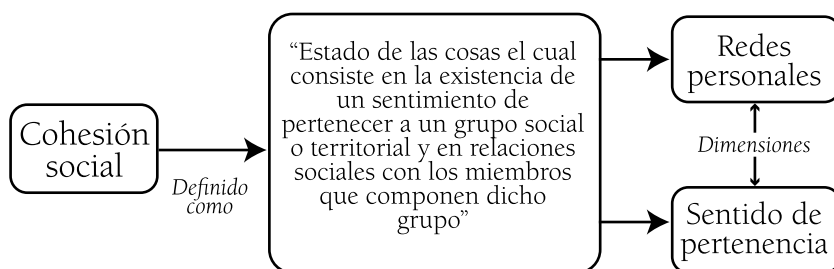 Cohesión
social
Definido
como
“Estado de las cosas el cual
consiste en la existencia de
un sentimiento de
pertenecer a un grupo social
o territorial y en relaciones
sociales con los miembros
que componen dicho
grupo”
Redes
personales
Dimensiones
Sentido de
pertenencia